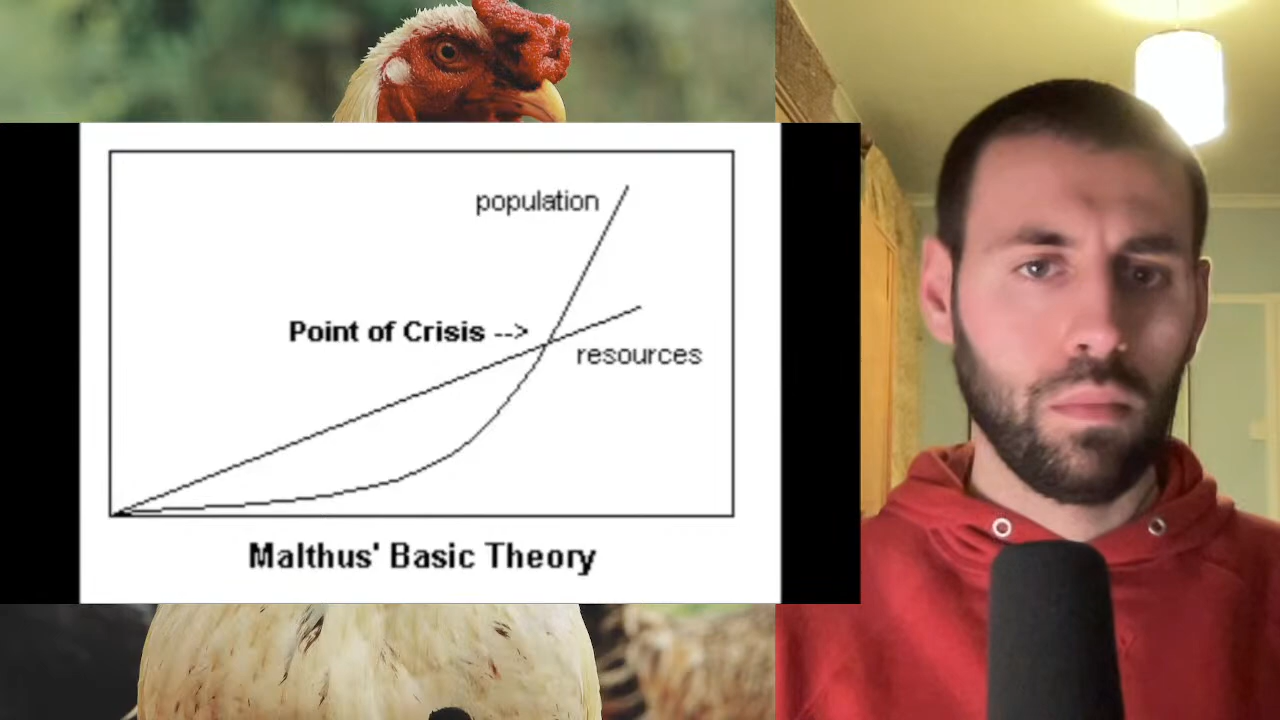 population
Point of Crisis -->
resources
Malthus' Basic Theory